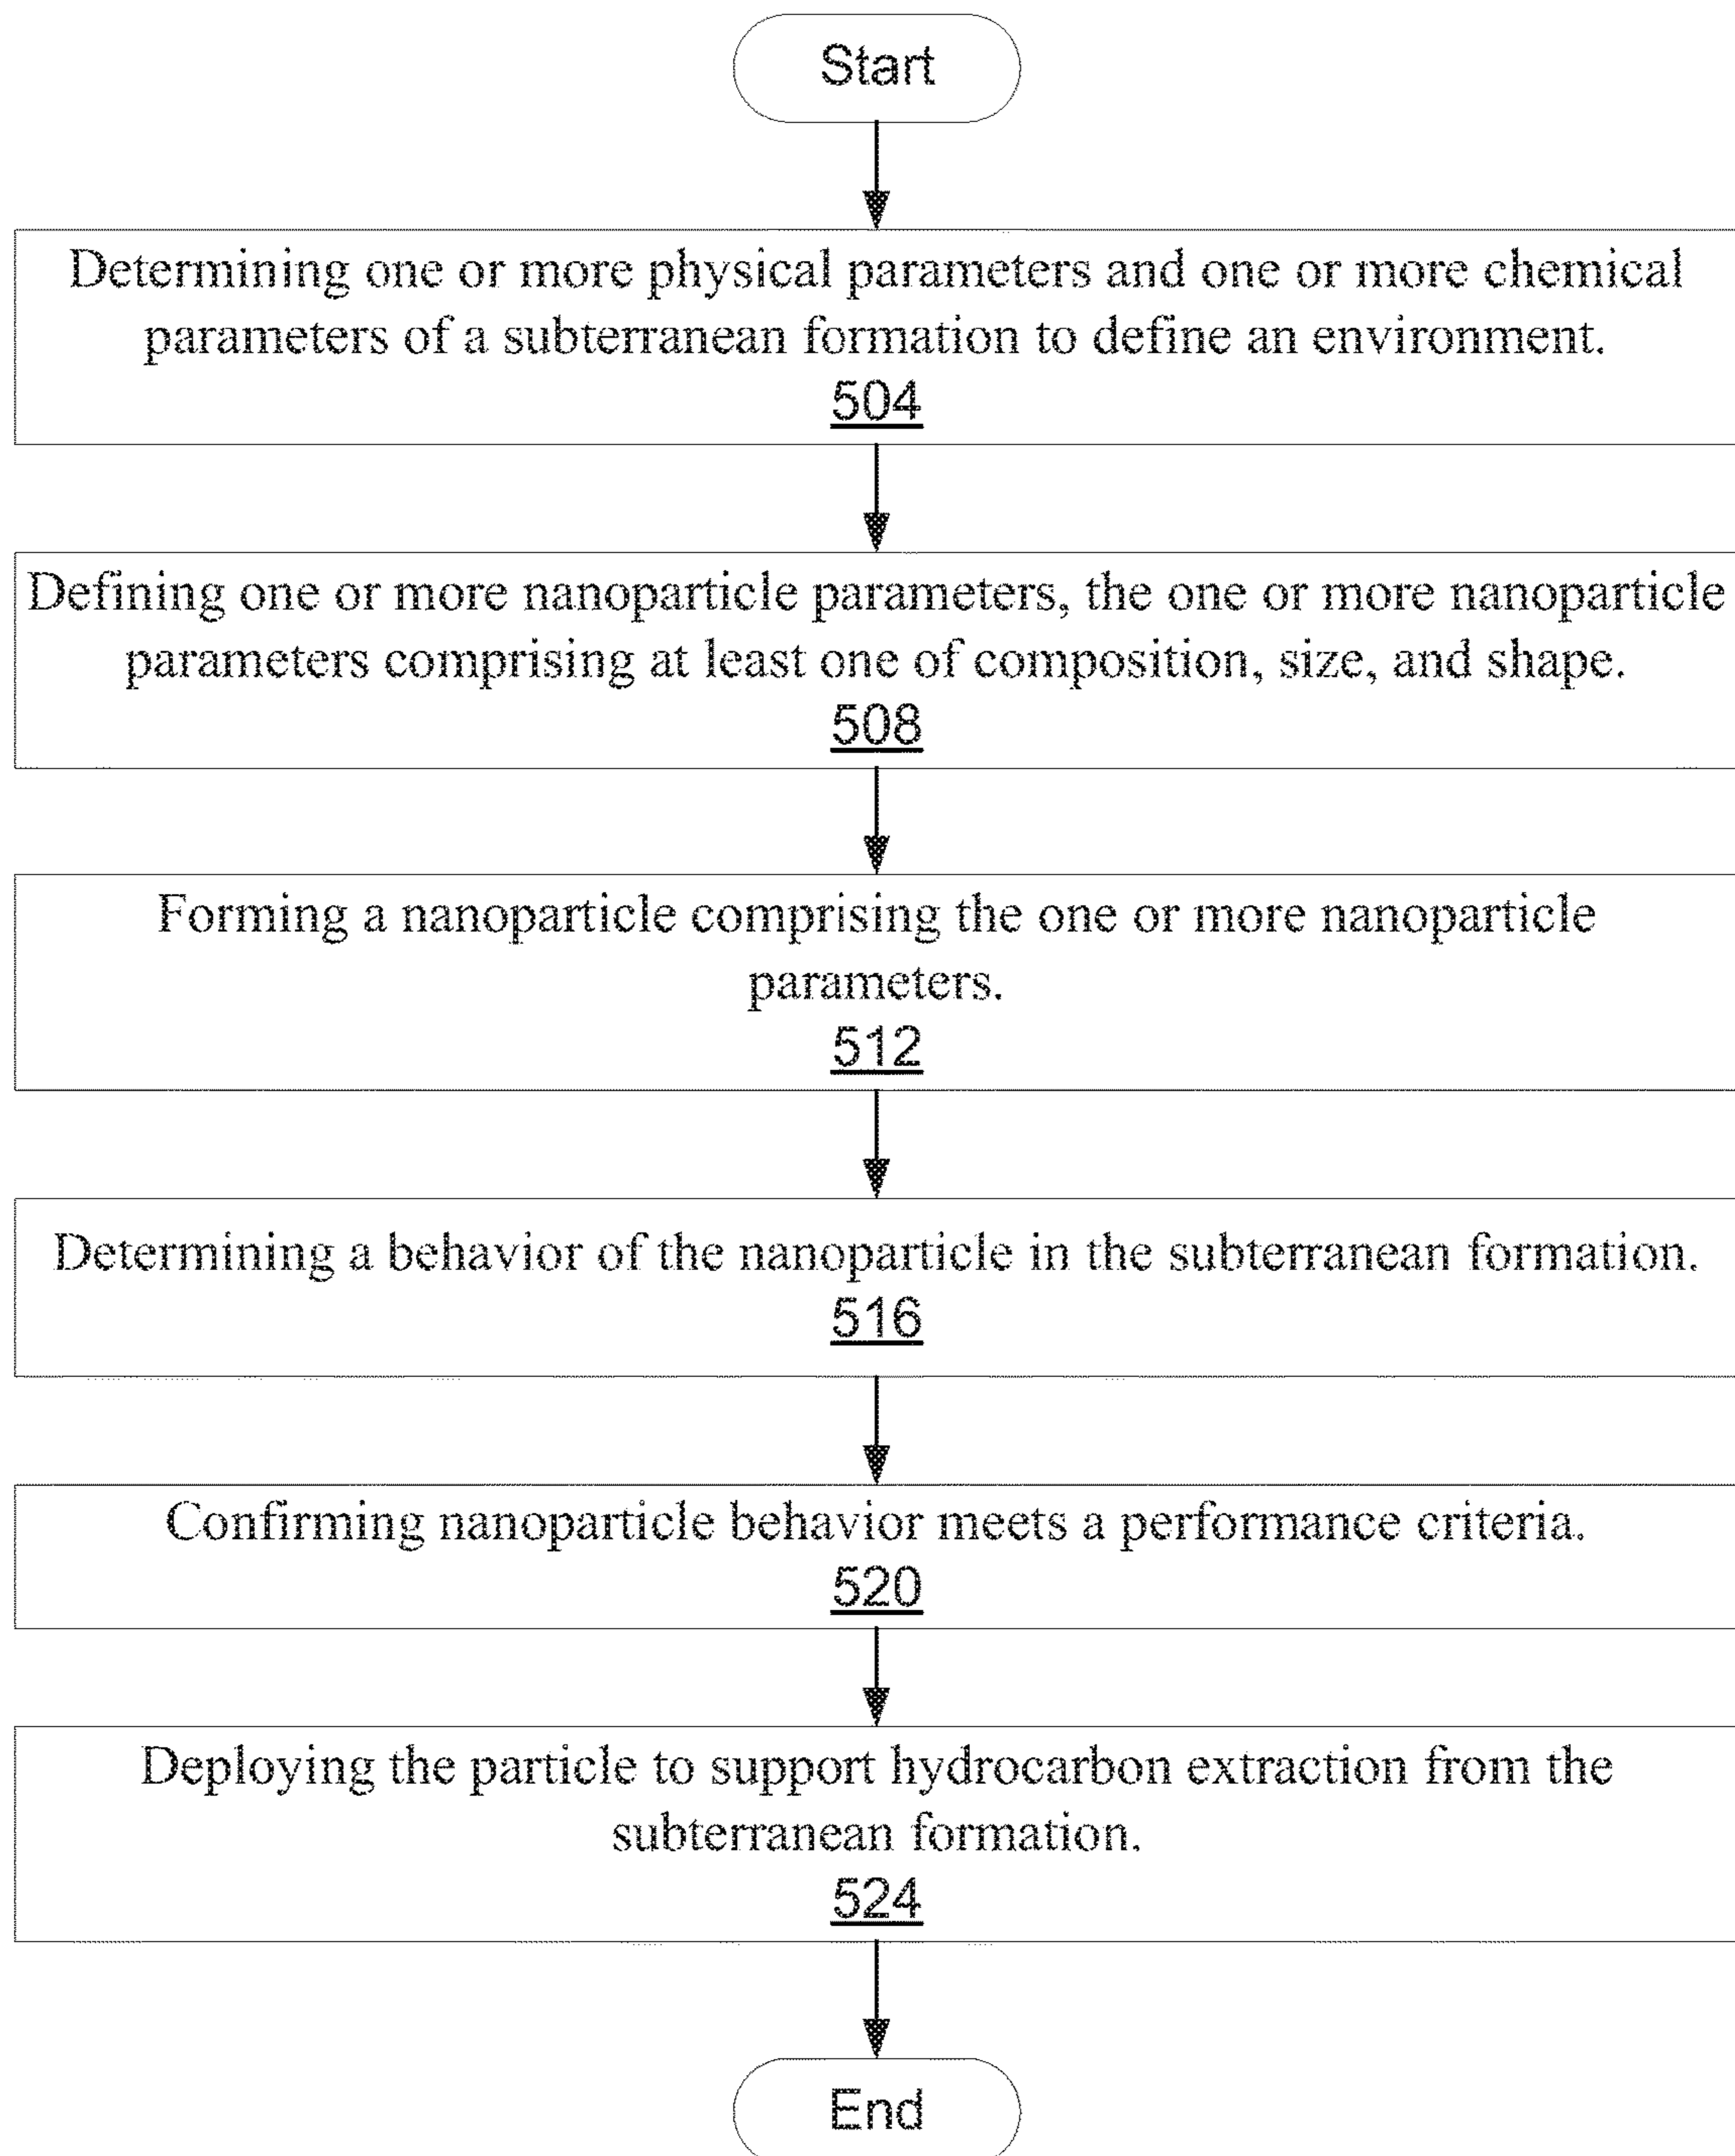 Start
Determining one or more physical parameters and one or more chemical
parameters of a subterranean formation to define an environment.
504
Defining one or more nanoparticle parameters, the one or more nanoparticle
parameters comprising at least one of composition, size, and shape.
508
Forming a nanoparticle comprising the one or more nanoparticle
parameters.
512
Determining a behavior of the nanoparticle in the subterranean formation.
516
Confirming nanoparticle behavior meets a performance criteria.
520
Deploying the particle to support hydrocarbon extraction from the
subterranean formation.
524
End